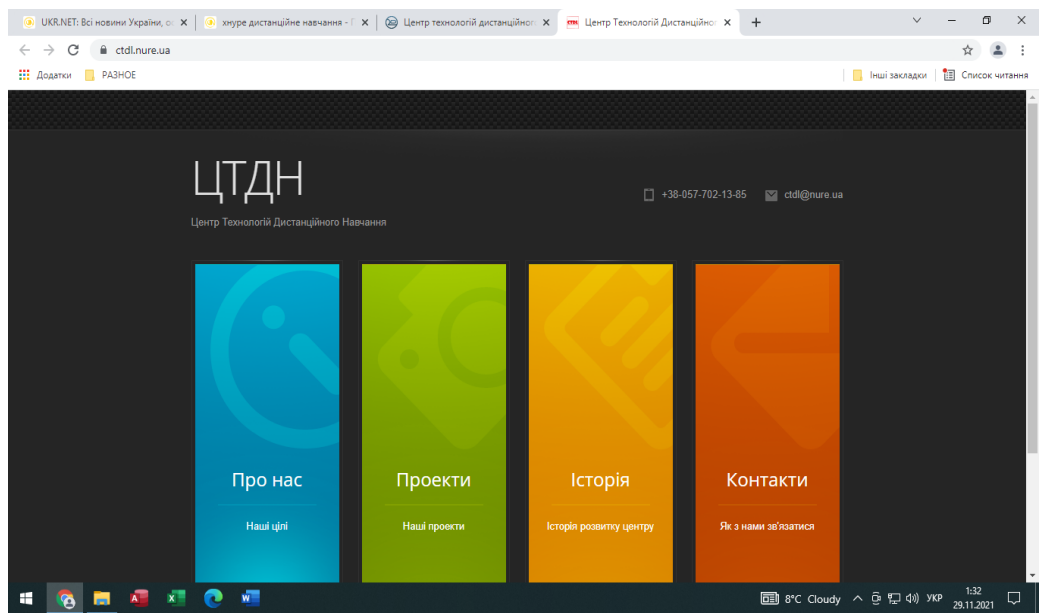 UKR.NET: Всі новини України, ос
хнуре дистанційне навчання - П
Центр технологій дистанційного
Центр Технологій Дистанційног
ctdl.nure.ua
Додатки
РАЗНОЕ
Інші закладки
Список читання
ЦТДН
Центр Технологій Дистанційного Навчання
+38-057-702-13-85
ctdl@nure.ua
Про нас
Наші цілі
Проекти
Наші проекти
Історія
Історія розвитку центру
Контакти
Як з нами зв'язатися
8°C Cloudy
УКР
1:32
29.11.2021